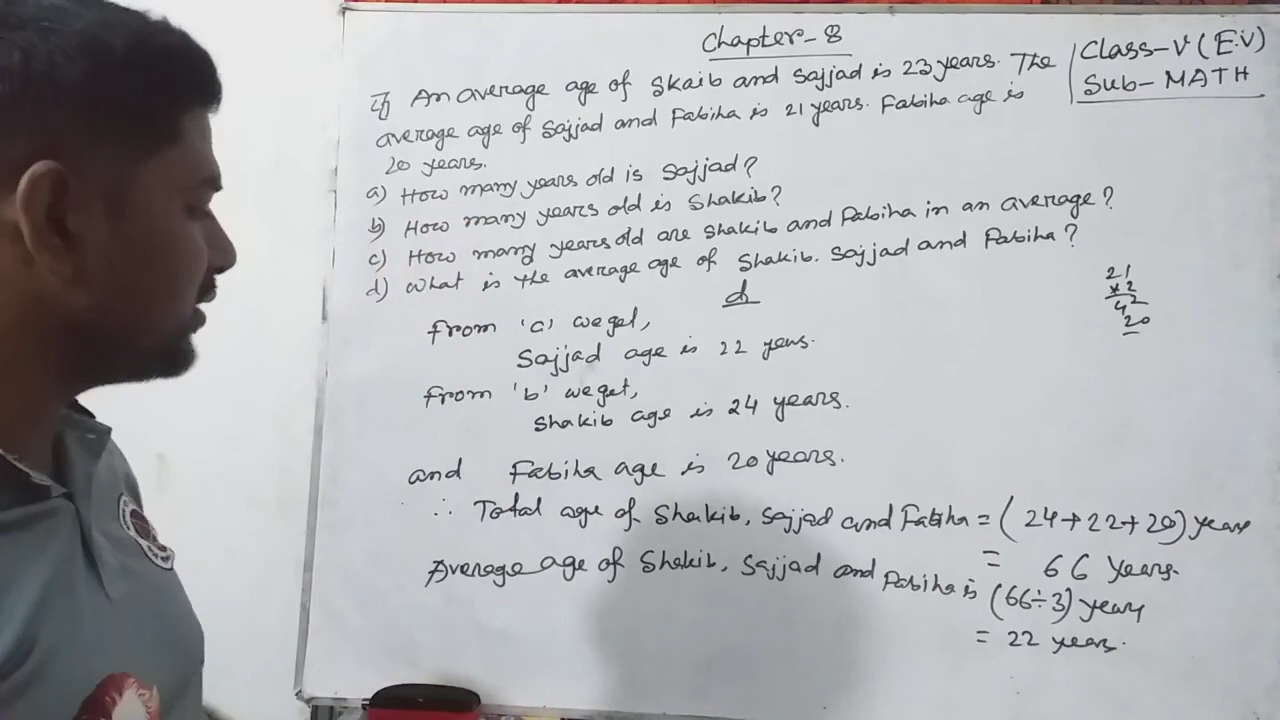 Chapter-8
Class-V (E.V)
Sub-MATH
An average age of Skaib and Sajjad is 23 years. The
average age of Sajjad and Fabiha is 21 years. Fabiha age is
20 years.
a) How many years old is Sajjad?
b) How many years old is Shakib?
c) How many years old are Shakib and Fabiha in an average?
d) What is the average age of Shakib. Sajjad and Fabiha?
d
21
×2
42
20
From 'a' we get,
Sajjad age is 22 years.
From 'b' we get,
Shakib age is 24 years.
and Fabiha age is 20 years.
∴ Total age of Shakib, Sajjad and Fabiha = (24+22+20) years
= 66 years.
Average age of Shakib, Sajjad and Fabiha is (66÷3) years
= 22 years.